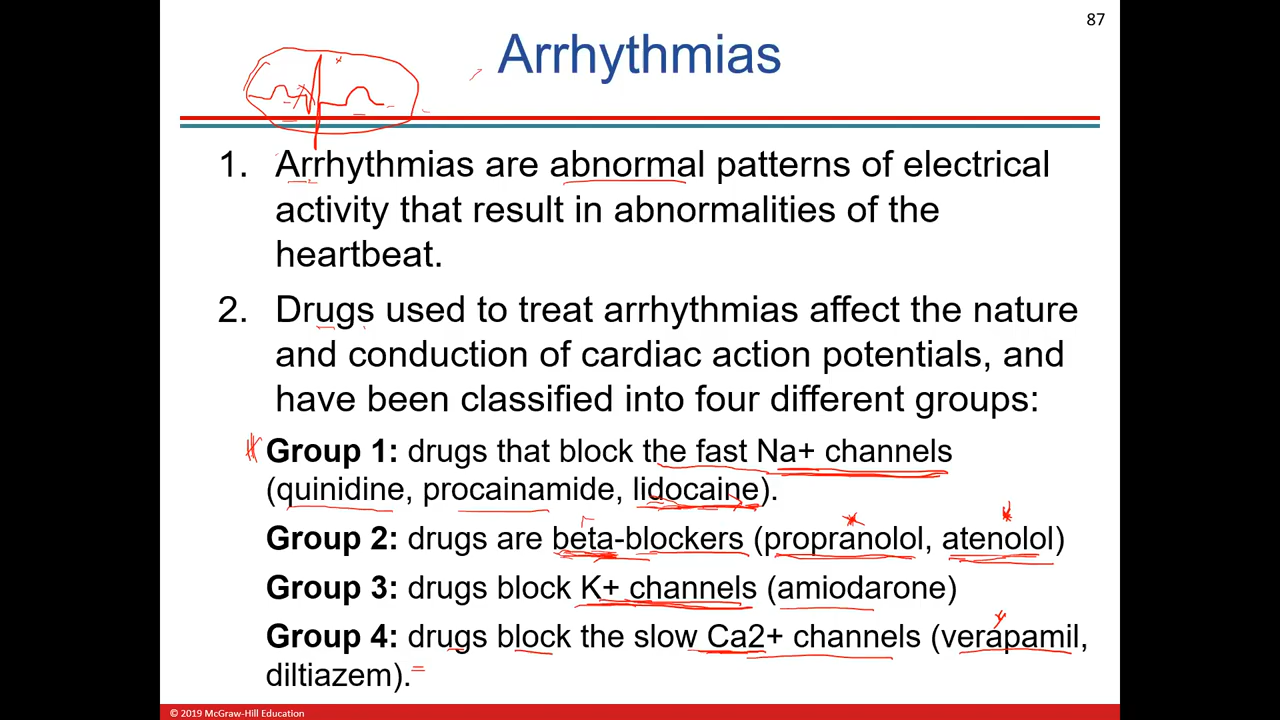 87
Arrhythmias
1. Arrhythmias are abnormal patterns of electrical
activity that result in abnormalities of the
heartbeat.
2. Drugs used to treat arrhythmias affect the nature
and conduction of cardiac action potentials, and
have been classified into four different groups:
Group 1: drugs that block the fast Na+ channels
(quinidine, procainamide, lidocaine).
Group 2: drugs are beta-blockers (propranolol, atenolol)
Group 3: drugs block K+ channels (amiodarone)
Group 4: drugs block the slow Ca2+ channels (verapamil,
diltiazem).
© 2019 McGraw-Hill Education